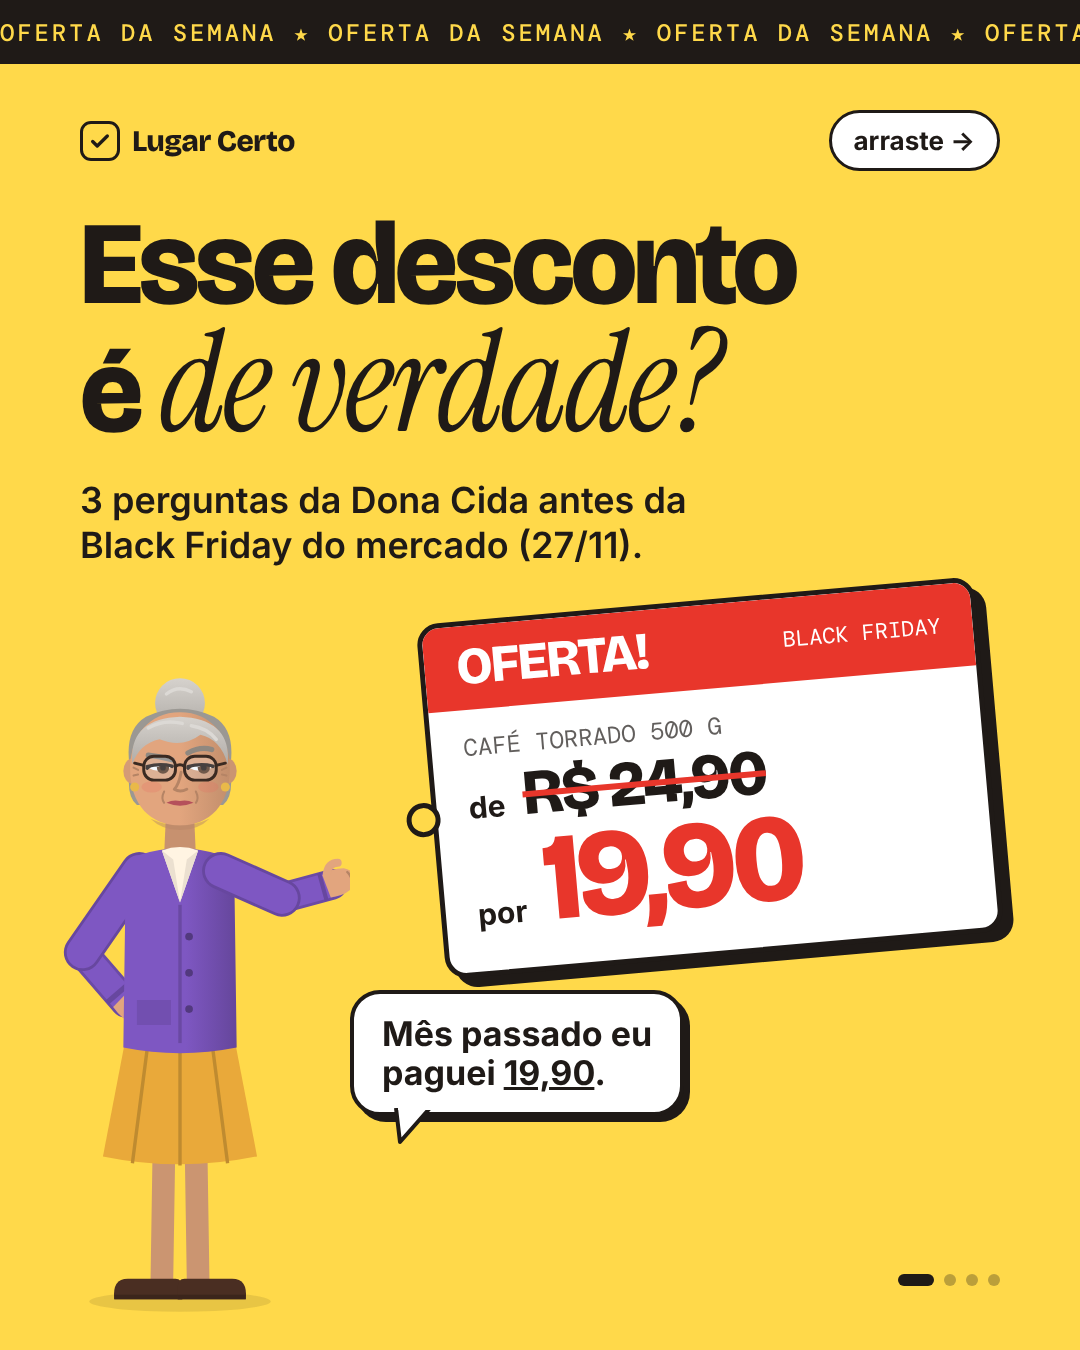 OFERTA DA SEMANA ★ OFERTA DA SEMANA ★ OFERTA DA SEMANA ★ OFERTA
Lugar Certo
arraste →
Esse desconto
é de verdade?
3 perguntas da Dona Cida antes da
Black Friday do mercado (27/11).
OFERTA!
BLACK FRIDAY
CAFÉ TORRADO 500 G
de R$ 24,90
por 19,90
Mês passado eu
paguei 19,90.